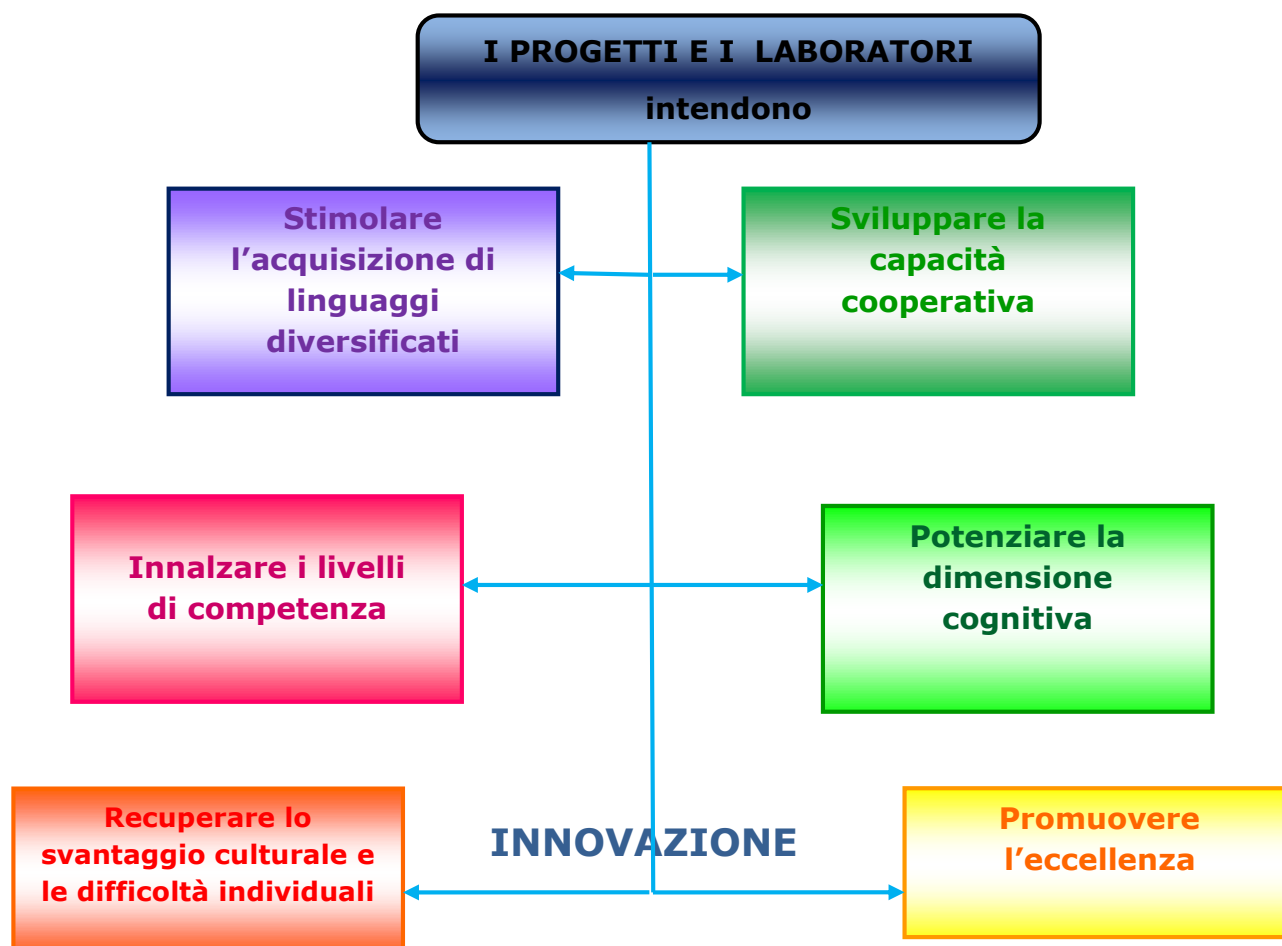 I PROGETTI E I LABORATORI
intendono
Stimolare
l’acquisizione di
linguaggi
diversificati
Sviluppare la
capacità
cooperativa
Innalzare i livelli
di competenza
Potenziare la
dimensione
cognitiva
Recuperare lo
svantaggio culturale e
le difficoltà individuali
INNOVAZIONE
Promuovere
l’eccellenza